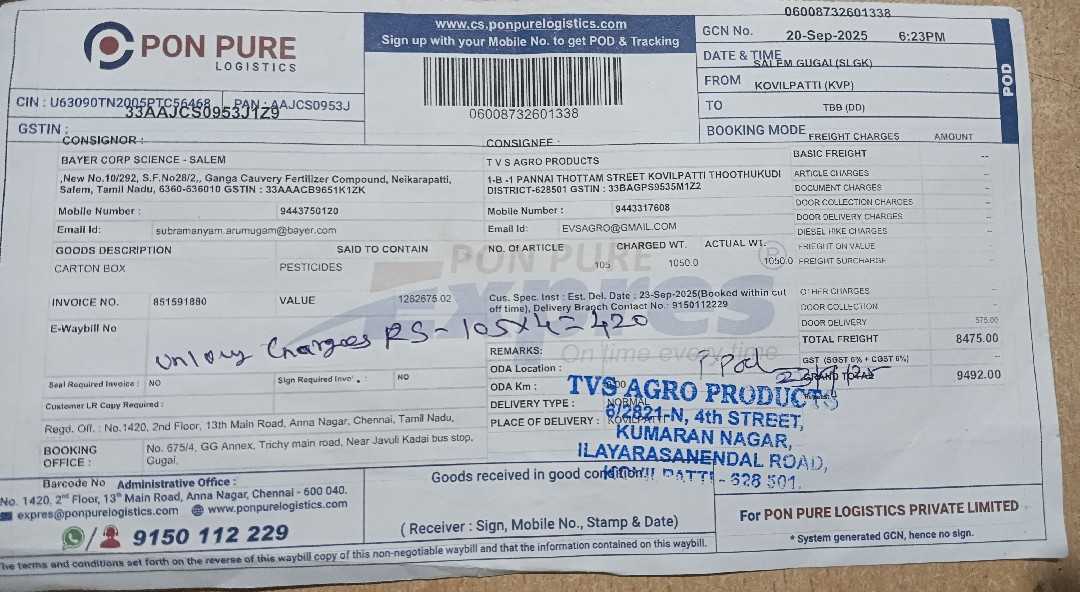 PON PURE
LOGISTICS
www.cs.ponpurelogistics.com
Sign up with your Mobile No. to get POD & Tracking
06008732601338
06008732601338
GCN No. 20-Sep-2025 6:23PM
DATE & TIME SALEM GUGAI (SLGK)
FROM KOVILPATTI (KVP)
TO TBB (DD)
BOOKING MODE
POD
CIN : U63090TN2005PTC56468 PAN : AAJCS0953J
33AAJCS0953J1Z9
GSTIN :
CONSIGNOR :
BAYER CORP SCIENCE - SALEM
,New No.10/292, S.F.No28/2,, Ganga Cauvery Fertilizer Compound, Neikarapatti,
Salem, Tamil Nadu, 6360-636010 GSTIN : 33AAACB9651K1ZK
Mobile Number : 9443750120
Email Id: subramanyam.arumugam@bayer.com
CONSIGNEE :
T V S AGRO PRODUCTS
1-B -1 PANNAI THOTTAM STREET KOVILPATTI THOOTHUKUDI
DISTRICT-628501 GSTIN : 33BAGPS9535M1Z2
Mobile Number : 9443317608
Email Id: EVSAGRO@GMAIL.COM
GOODS DESCRIPTION SAID TO CONTAIN NO. Of ARTICLE CHARGED WT. ACTUAL WT.
CARTON BOX PESTICIDES 105 1050.0 1050.0
PON PURE
Expres
On time every time
INVOICE NO. 851591880 VALUE 1282675.02
E-Waybill No
Cus. Spec. Inst : Est. Del. Date : 23-Sep-2025(Booked within cut
off time), Delivery Branch Contact No.: 9150112229
Charges RS - 105x4=420
REMARKS:
ODA Location :
ODA Km : 0.00
DELIVERY TYPE : NORMAL
PLACE OF DELIVERY : KOVILPATTI
Seal Required Invoice : NO Sign Required Invo NO
Customer LR Copy Required :
Regd. Off. : No.1420, 2nd Floor, 13th Main Road, Anna Nagar, Chennai, Tamil Nadu,
BOOKING OFFICE : No. 675/4, GG Annex, Trichy main road, Near Javuli Kadai bus stop,
Gugai,
FREIGHT CHARGES AMOUNT
BASIC FREIGHT --
ARTICLE CHARGES --
DOCUMENT CHARGES --
DOOR COLLECTION CHARGES --
DOOR DELIVERY CHARGES --
DIESEL HIKE CHARGES --
FREIGHT ON VALUE --
FREIGHT SURCHARGE --
OTHER CHARGES --
DOOR COLLECTION --
DOOR DELIVERY 575.00
TOTAL FREIGHT 8475.00
GST (SGST 6% + CGST 6%)
GRAND TOTAL 9492.00
TVS AGRO PRODUCTS
6/2821-N, 4th STREET,
KUMARAN NAGAR,
ILAYARASANENDAL ROAD,
KOVILPATTI - 628 501.
Barcode No Administrative Office :
No. 1420, 2nd Floor, 13th Main Road, Anna Nagar, Chennai - 600 040.
expres@ponpurelogistics.com www.ponpurelogistics.com
9150 112 229
Goods received in good condition
( Receiver : Sign, Mobile No., Stamp & Date)
For PON PURE LOGISTICS PRIVATE LIMITED
* System generated GCN, hence no sign.
The terms and conditions set forth on the reverse of this waybill copy of this non-negotiable waybill and that the information contained on this waybill.